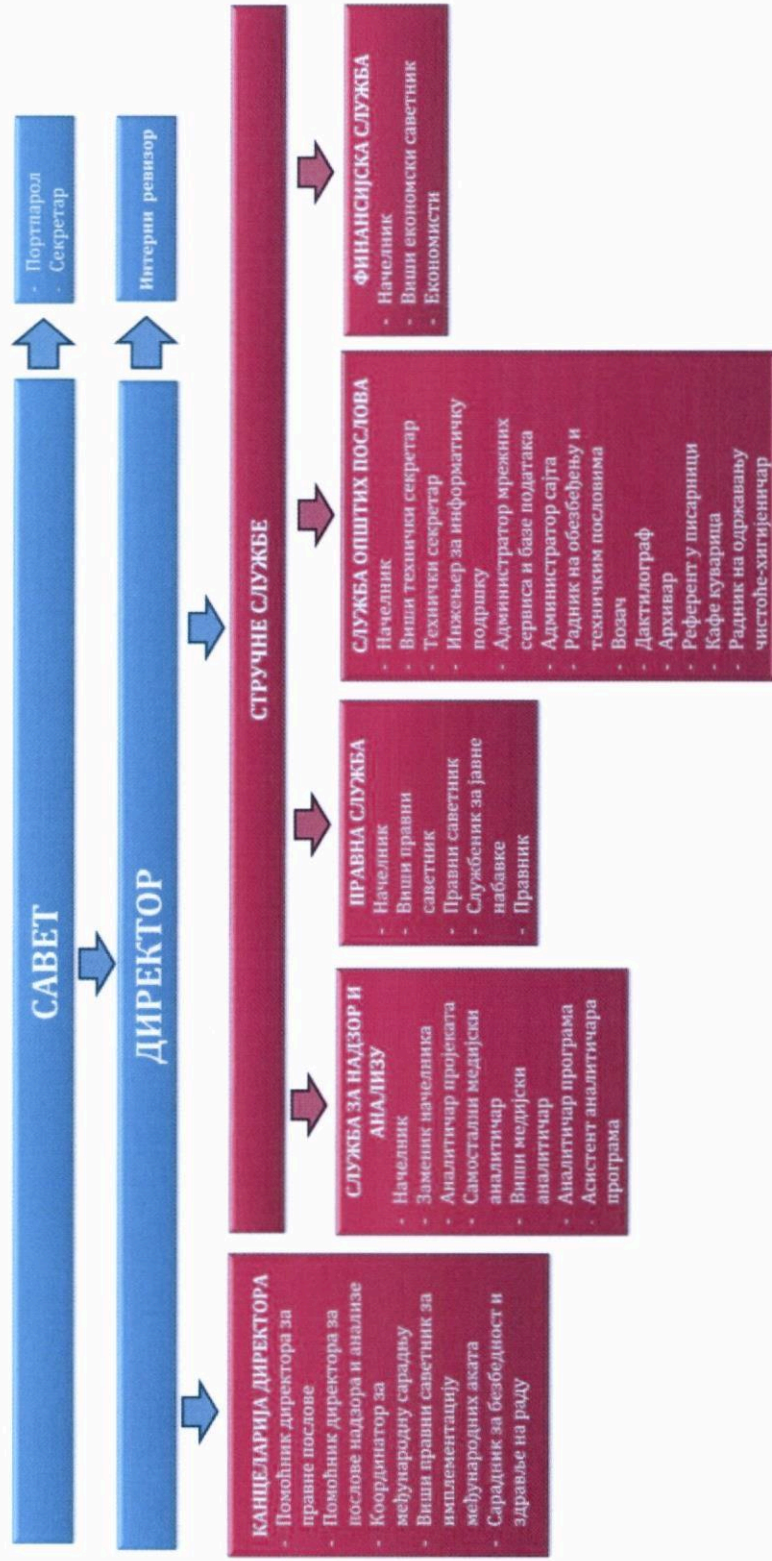 САВЕТ
- Портпарол
- Секретар
ДИРЕКТОР
Интерни ревизор
КАНЦЕЛАРИЈА ДИРЕКТОРА
- Помоћник директора за
правне послове
- Помоћник директора за
послове надзора и анализе
- Координатор за
међународну сарадњу
- Виши правни саветник за
имплементацију
међународних аката
- Сарадник за безбедност и
здравље на раду
СТРУЧНЕ СЛУЖБЕ
СЛУЖБА ЗА НАДЗОР И
АНАЛИЗУ
- Начелник
- Заменик начелника
- Аналитичар пројеката
- Самостални медијски
аналитичар
- Виши медијски
аналитичар
- Аналитичар програма
- Асистент аналитичара
програма
ПРАВНА СЛУЖБА
- Начелник
- Виши правни
саветник
- Правни саветник
- Службеник за јавне
набавке
- Правник
СЛУЖБА ОПШТИХ ПОСЛОВА
- Начелник
- Виши технички секретар
- Технички секретар
- Инжењер за информатичку
подршку
- Администратор мрежних
сервиса и базе података
- Администратор сајта
- Радник на обезбеђењу и
техничким пословима
- Возач
- Дактилограф
- Архивар
- Референт у писарници
- Кафе куварица
- Радник на одржавању
чистоће-хигијеничар
ФИНАНСИЈСКА СЛУЖБА
- Начелник
- Виши економски саветник
- Економисти